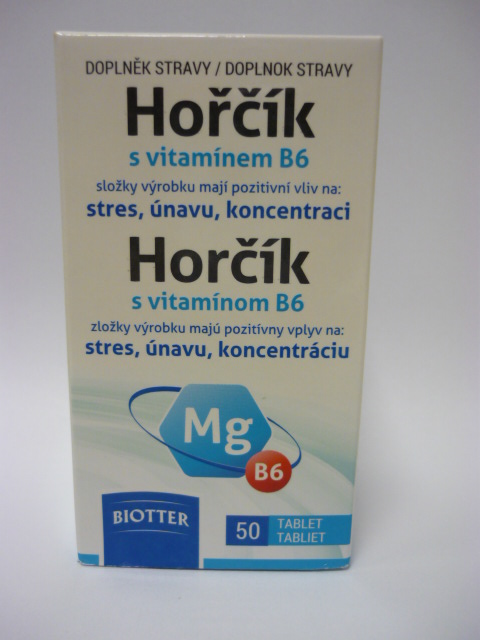 DOPLNĚK STRAVY / DOPLNOK STRAVY
Hořčík
s vitamínem B6
složky výrobku mají pozitivní vliv na:
stres, únavu, koncentraci
Horčík
s vitamínom B6
zložky výrobku majú pozitívny vplyv na:
stres, únavu, koncentráciu
Mg
B6
BIOTTER
50 TABLET
TABLIET